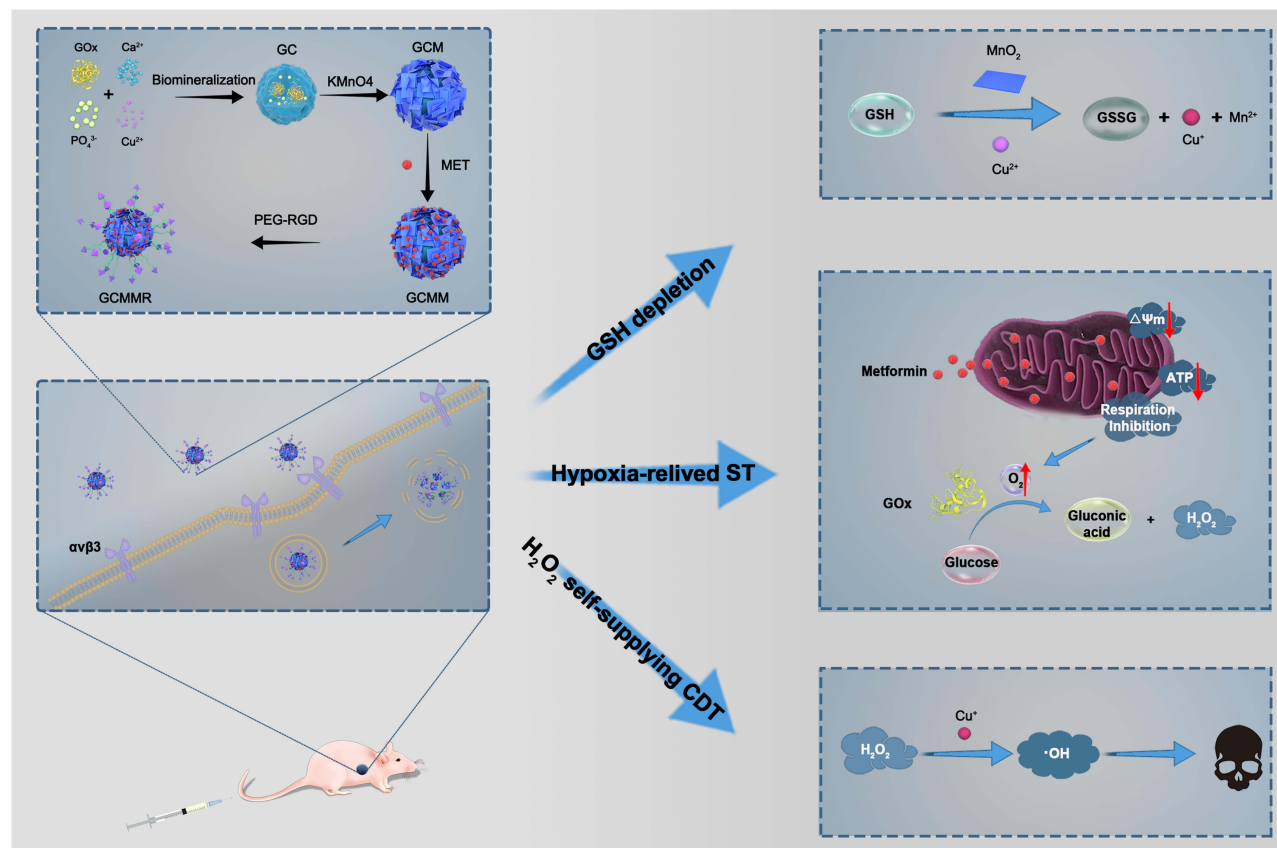 GOx
Ca²⁺
+
PO₄³⁻
Cu²⁺
Biomineralization
GC
KMnO4
GCM
MET
PEG-RGD
GCMMR
GCMM
αvβ3
GSH depletion
Hypoxia-relived ST
H₂O₂ self-supplying CDT
MnO₂
GSH
Cu²⁺
GSSG + Cu⁺ + Mn²⁺
△Ψm
Metformin
ATP
Respiration
Inhibition
O₂
GOx
Glucose
Gluconic
acid
+
H₂O₂
H₂O₂
Cu⁺
·OH